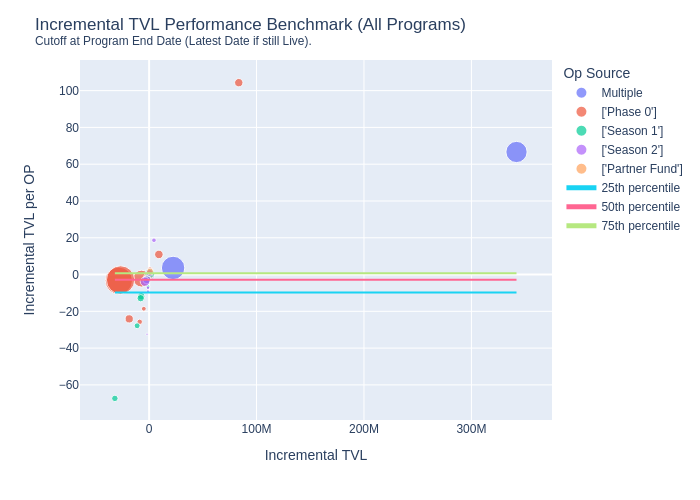 Incremental TVL Performance Benchmark (All Programs)
Cutoff at Program End Date (Latest Date if still Live).
Incremental TVL per OP
100
80
60
40
20
0
−20
−40
−60
0
100M
200M
300M
Incremental TVL
Op Source
Multiple
['Phase 0']
['Season 1']
['Season 2']
['Partner Fund']
25th percentile
50th percentile
75th percentile